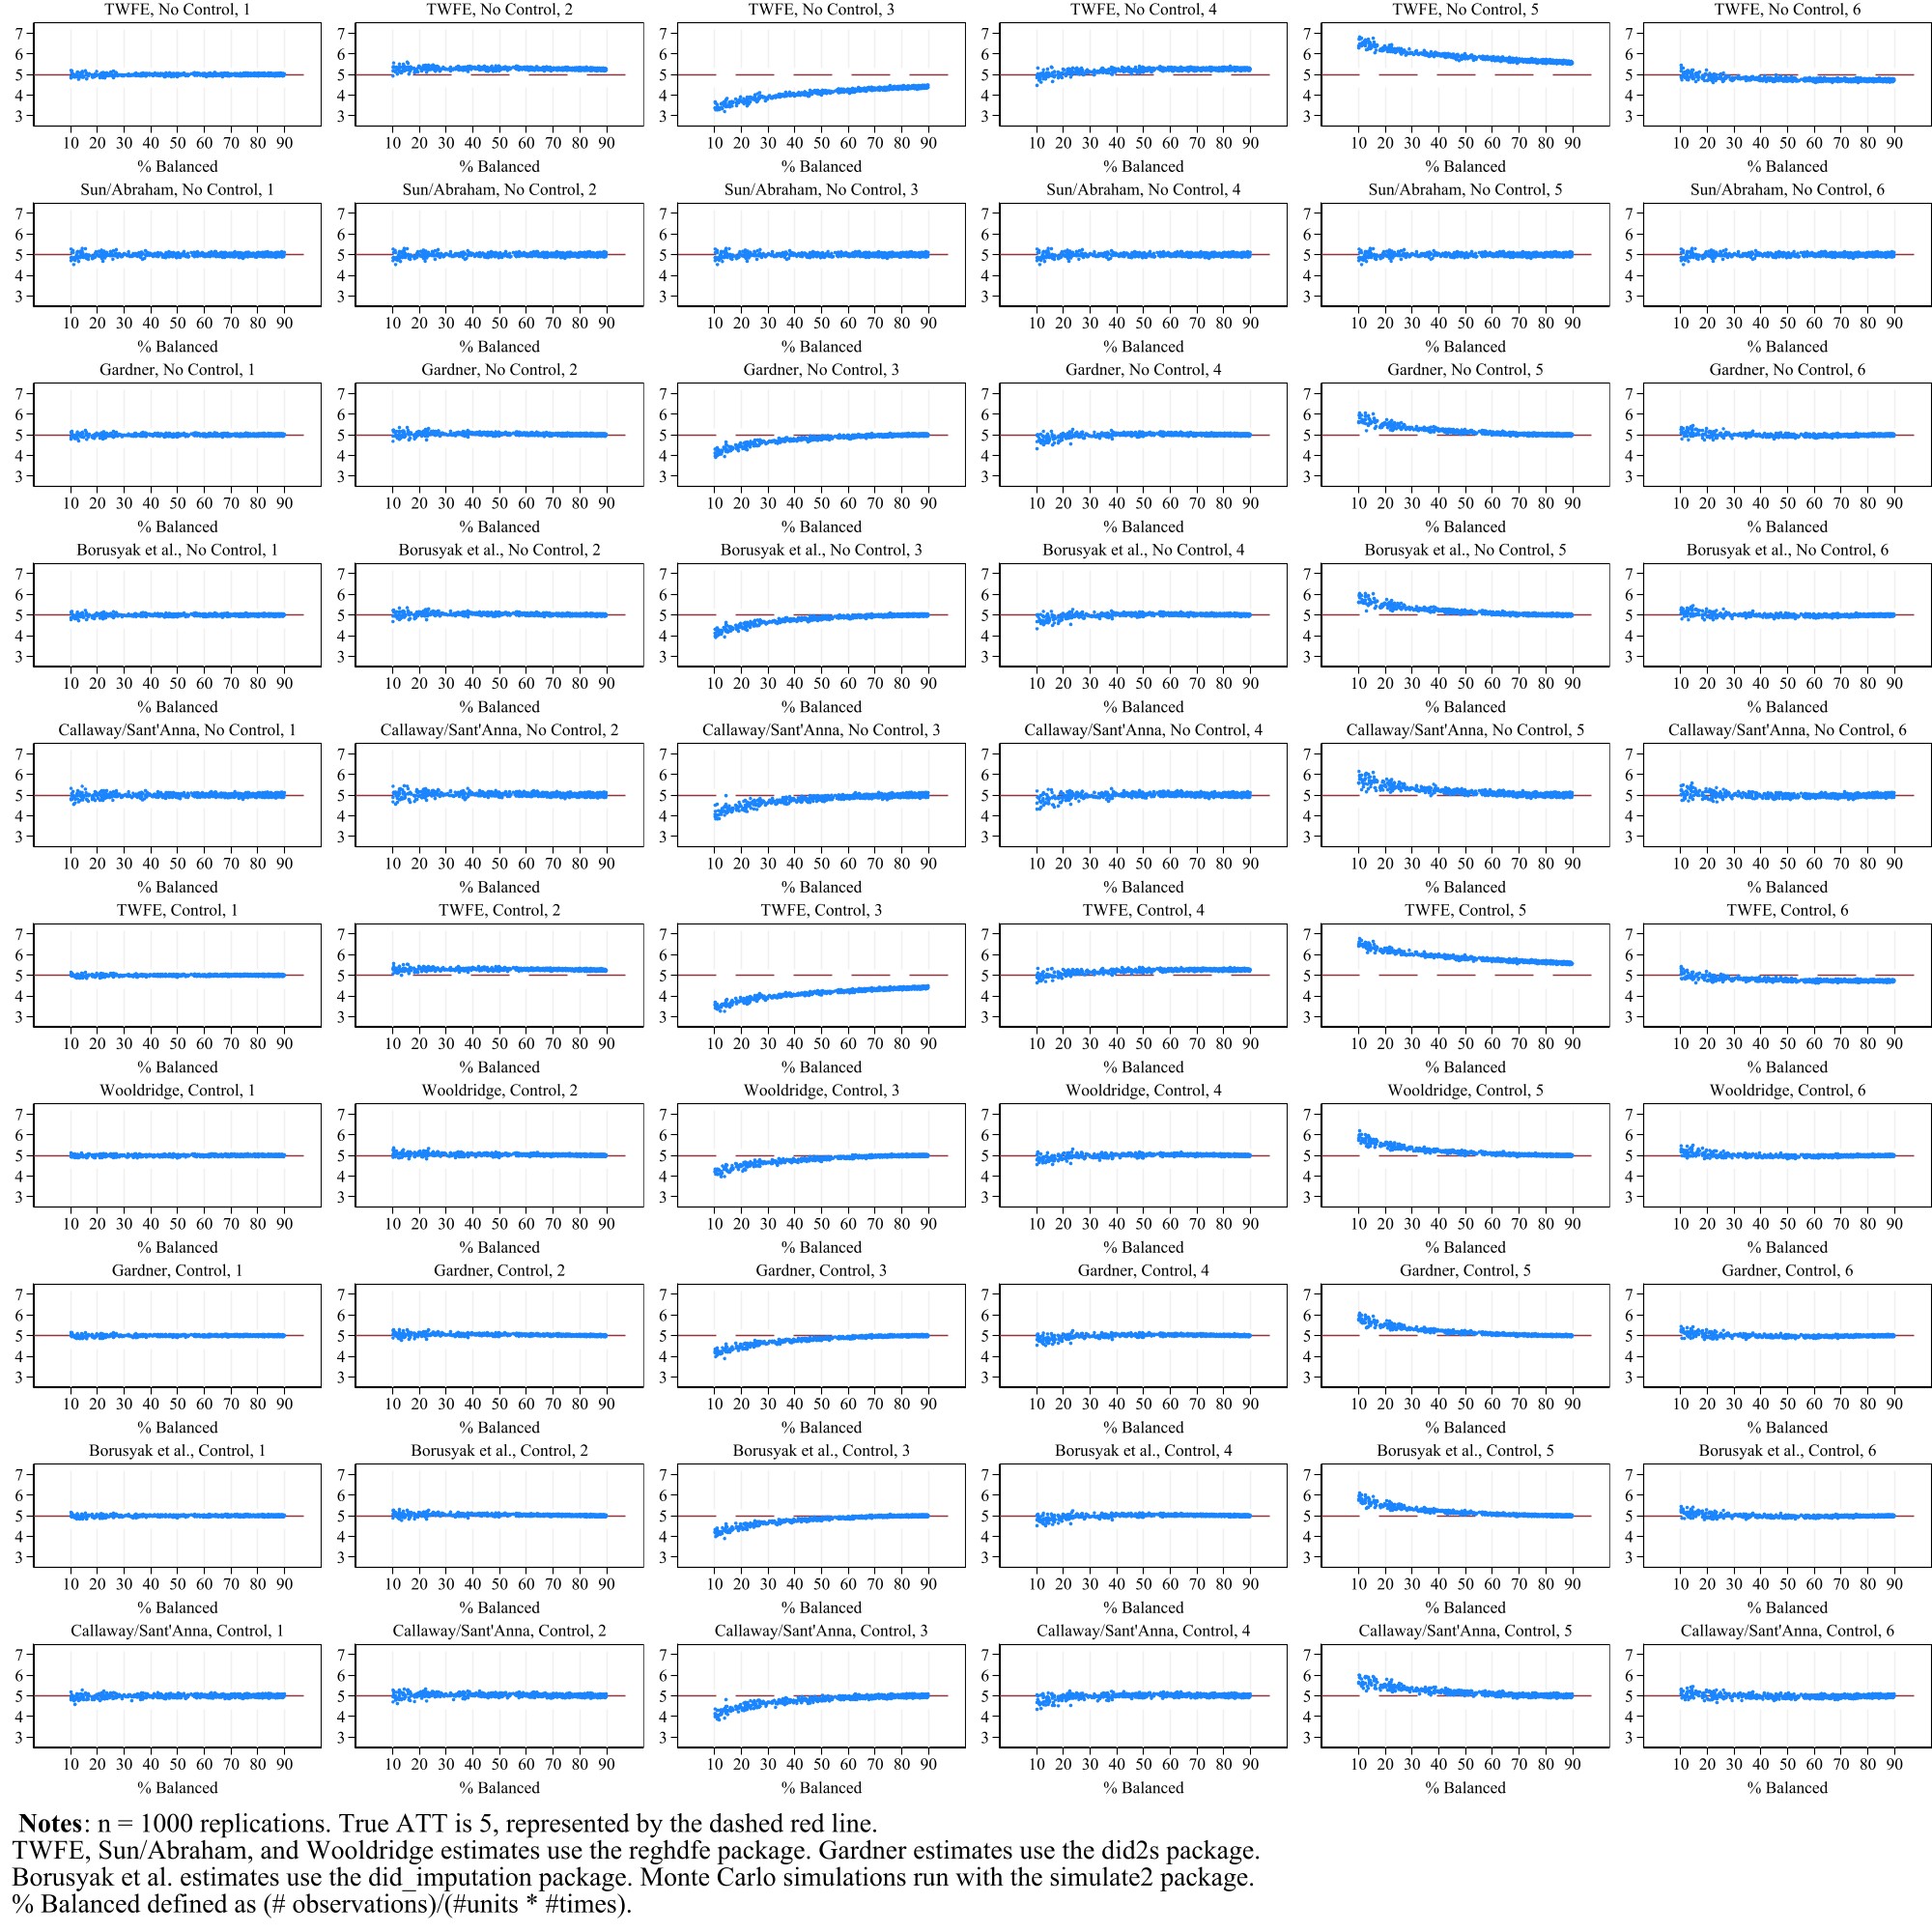 TWFE, No Control, 1 TWFE, No Control, 2 TWFE, No Control, 3 TWFE, No Control, 4 TWFE, No Control, 5 TWFE, No Control, 6
7 7 7 7 7 7
6 6 6 6 6 6
5 5 5 5 5 5
4 4 4 4 4 4
3 3 3 3 3 3
10 20 30 40 50 60 70 80 90 10 20 30 40 50 60 70 80 90 10 20 30 40 50 60 70 80 90 10 20 30 40 50 60 70 80 90 10 20 30 40 50 60 70 80 90 10 20 30 40 50 60 70 80 90
% Balanced % Balanced % Balanced % Balanced % Balanced % Balanced
Sun/Abraham, No Control, 1 Sun/Abraham, No Control, 2 Sun/Abraham, No Control, 3 Sun/Abraham, No Control, 4 Sun/Abraham, No Control, 5 Sun/Abraham, No Control, 6
7 7 7 7 7 7
6 6 6 6 6 6
5 5 5 5 5 5
4 4 4 4 4 4
3 3 3 3 3 3
10 20 30 40 50 60 70 80 90 10 20 30 40 50 60 70 80 90 10 20 30 40 50 60 70 80 90 10 20 30 40 50 60 70 80 90 10 20 30 40 50 60 70 80 90 10 20 30 40 50 60 70 80 90
% Balanced % Balanced % Balanced % Balanced % Balanced % Balanced
Gardner, No Control, 1 Gardner, No Control, 2 Gardner, No Control, 3 Gardner, No Control, 4 Gardner, No Control, 5 Gardner, No Control, 6
7 7 7 7 7 7
6 6 6 6 6 6
5 5 5 5 5 5
4 4 4 4 4 4
3 3 3 3 3 3
10 20 30 40 50 60 70 80 90 10 20 30 40 50 60 70 80 90 10 20 30 40 50 60 70 80 90 10 20 30 40 50 60 70 80 90 10 20 30 40 50 60 70 80 90 10 20 30 40 50 60 70 80 90
% Balanced % Balanced % Balanced % Balanced % Balanced % Balanced
Borusyak et al., No Control, 1 Borusyak et al., No Control, 2 Borusyak et al., No Control, 3 Borusyak et al., No Control, 4 Borusyak et al., No Control, 5 Borusyak et al., No Control, 6
7 7 7 7 7 7
6 6 6 6 6 6
5 5 5 5 5 5
4 4 4 4 4 4
3 3 3 3 3 3
10 20 30 40 50 60 70 80 90 10 20 30 40 50 60 70 80 90 10 20 30 40 50 60 70 80 90 10 20 30 40 50 60 70 80 90 10 20 30 40 50 60 70 80 90 10 20 30 40 50 60 70 80 90
% Balanced % Balanced % Balanced % Balanced % Balanced % Balanced
Callaway/Sant'Anna, No Control, 1 Callaway/Sant'Anna, No Control, 2 Callaway/Sant'Anna, No Control, 3 Callaway/Sant'Anna, No Control, 4 Callaway/Sant'Anna, No Control, 5 Callaway/Sant'Anna, No Control, 6
7 7 7 7 7 7
6 6 6 6 6 6
5 5 5 5 5 5
4 4 4 4 4 4
3 3 3 3 3 3
10 20 30 40 50 60 70 80 90 10 20 30 40 50 60 70 80 90 10 20 30 40 50 60 70 80 90 10 20 30 40 50 60 70 80 90 10 20 30 40 50 60 70 80 90 10 20 30 40 50 60 70 80 90
% Balanced % Balanced % Balanced % Balanced % Balanced % Balanced
TWFE, Control, 1 TWFE, Control, 2 TWFE, Control, 3 TWFE, Control, 4 TWFE, Control, 5 TWFE, Control, 6
7 7 7 7 7 7
6 6 6 6 6 6
5 5 5 5 5 5
4 4 4 4 4 4
3 3 3 3 3 3
10 20 30 40 50 60 70 80 90 10 20 30 40 50 60 70 80 90 10 20 30 40 50 60 70 80 90 10 20 30 40 50 60 70 80 90 10 20 30 40 50 60 70 80 90 10 20 30 40 50 60 70 80 90
% Balanced % Balanced % Balanced % Balanced % Balanced % Balanced
Wooldridge, Control, 1 Wooldridge, Control, 2 Wooldridge, Control, 3 Wooldridge, Control, 4 Wooldridge, Control, 5 Wooldridge, Control, 6
7 7 7 7 7 7
6 6 6 6 6 6
5 5 5 5 5 5
4 4 4 4 4 4
3 3 3 3 3 3
10 20 30 40 50 60 70 80 90 10 20 30 40 50 60 70 80 90 10 20 30 40 50 60 70 80 90 10 20 30 40 50 60 70 80 90 10 20 30 40 50 60 70 80 90 10 20 30 40 50 60 70 80 90
% Balanced % Balanced % Balanced % Balanced % Balanced % Balanced
Gardner, Control, 1 Gardner, Control, 2 Gardner, Control, 3 Gardner, Control, 4 Gardner, Control, 5 Gardner, Control, 6
7 7 7 7 7 7
6 6 6 6 6 6
5 5 5 5 5 5
4 4 4 4 4 4
3 3 3 3 3 3
10 20 30 40 50 60 70 80 90 10 20 30 40 50 60 70 80 90 10 20 30 40 50 60 70 80 90 10 20 30 40 50 60 70 80 90 10 20 30 40 50 60 70 80 90 10 20 30 40 50 60 70 80 90
% Balanced % Balanced % Balanced % Balanced % Balanced % Balanced
Borusyak et al., Control, 1 Borusyak et al., Control, 2 Borusyak et al., Control, 3 Borusyak et al., Control, 4 Borusyak et al., Control, 5 Borusyak et al., Control, 6
7 7 7 7 7 7
6 6 6 6 6 6
5 5 5 5 5 5
4 4 4 4 4 4
3 3 3 3 3 3
10 20 30 40 50 60 70 80 90 10 20 30 40 50 60 70 80 90 10 20 30 40 50 60 70 80 90 10 20 30 40 50 60 70 80 90 10 20 30 40 50 60 70 80 90 10 20 30 40 50 60 70 80 90
% Balanced % Balanced % Balanced % Balanced % Balanced % Balanced
Callaway/Sant'Anna, Control, 1 Callaway/Sant'Anna, Control, 2 Callaway/Sant'Anna, Control, 3 Callaway/Sant'Anna, Control, 4 Callaway/Sant'Anna, Control, 5 Callaway/Sant'Anna, Control, 6
7 7 7 7 7 7
6 6 6 6 6 6
5 5 5 5 5 5
4 4 4 4 4 4
3 3 3 3 3 3
10 20 30 40 50 60 70 80 90 10 20 30 40 50 60 70 80 90 10 20 30 40 50 60 70 80 90 10 20 30 40 50 60 70 80 90 10 20 30 40 50 60 70 80 90 10 20 30 40 50 60 70 80 90
% Balanced % Balanced % Balanced % Balanced % Balanced % Balanced
Notes: n = 1000 replications. True ATT is 5, represented by the dashed red line.
TWFE, Sun/Abraham, and Wooldridge estimates use the reghdfe package. Gardner estimates use the did2s package.
Borusyak et al. estimates use the did_imputation package. Monte Carlo simulations run with the simulate2 package.
% Balanced defined as (# observations)/(#units * #times).